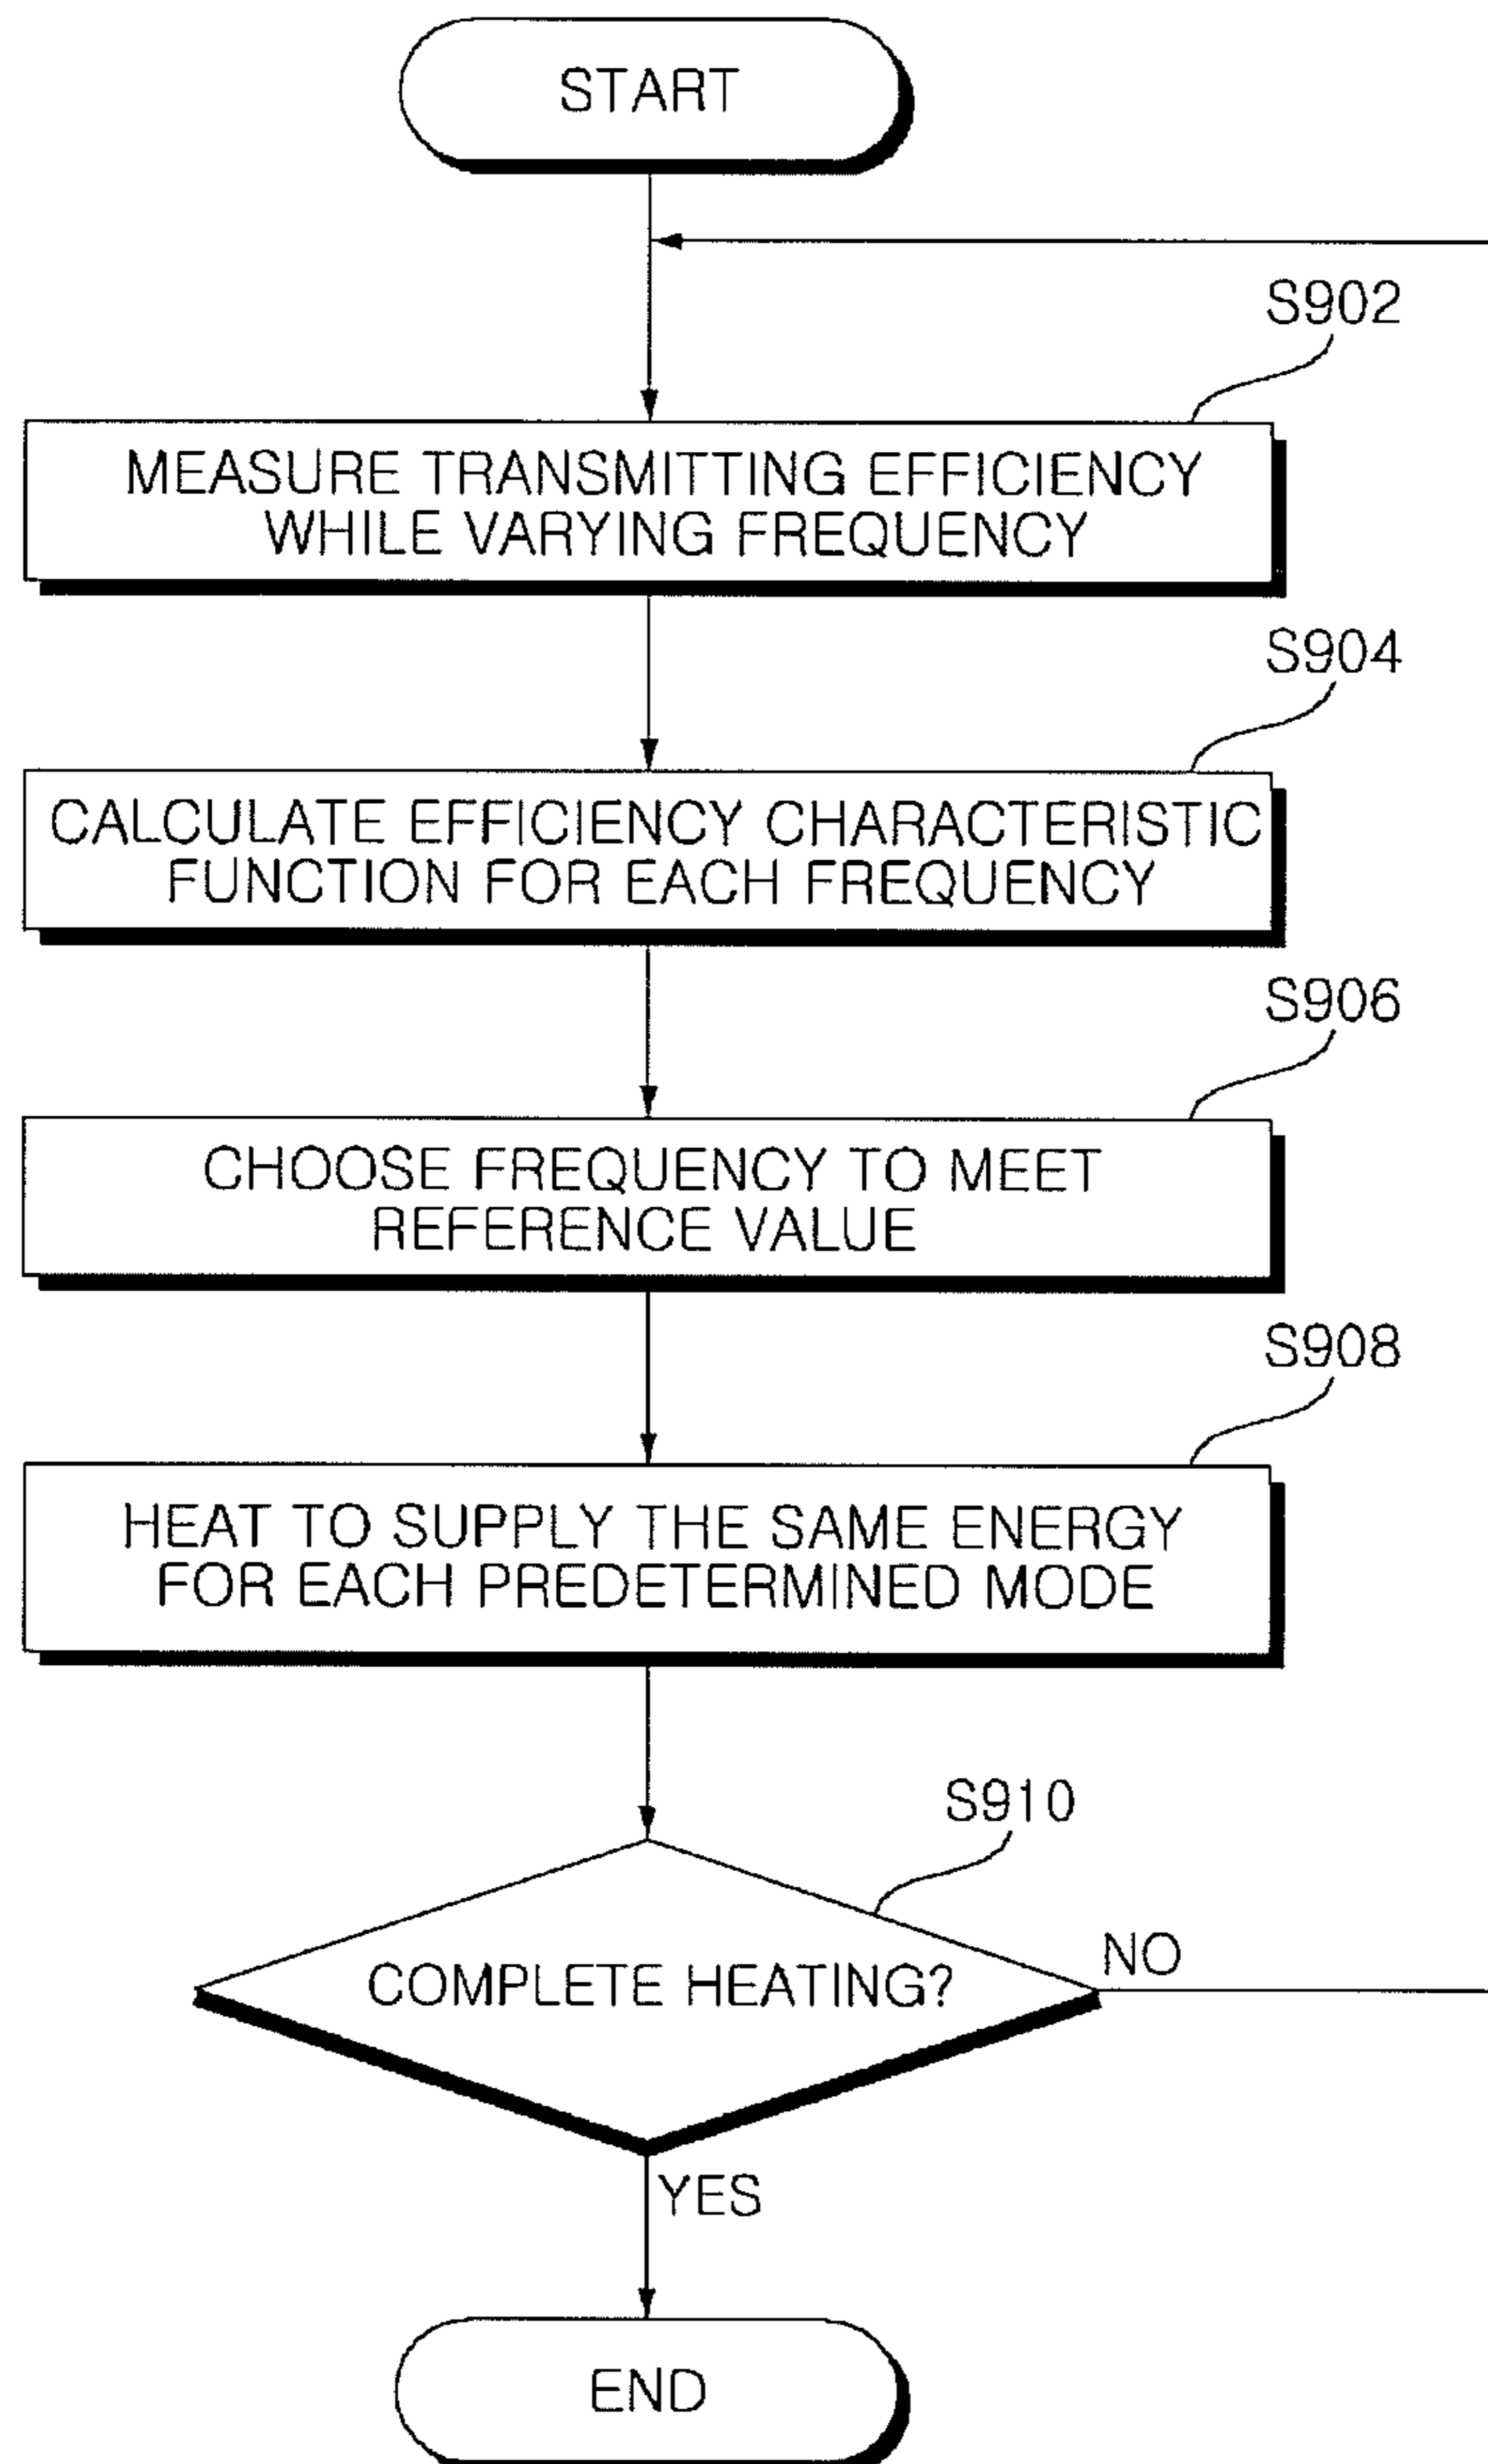 START
S902
MEASURE TRANSMITTING EFFICIENCY
WHILE VARYING FREQUENCY
S904
CALCULATE EFFICIENCY CHARACTERISTIC
FUNCTION FOR EACH FREQUENCY
S906
CHOOSE FREQUENCY TO MEET
REFERENCE VALUE
S908
HEAT TO SUPPLY THE SAME ENERGY
FOR EACH PREDETERMINED MODE
S910
COMPLETE HEATING?
NO
YES
END